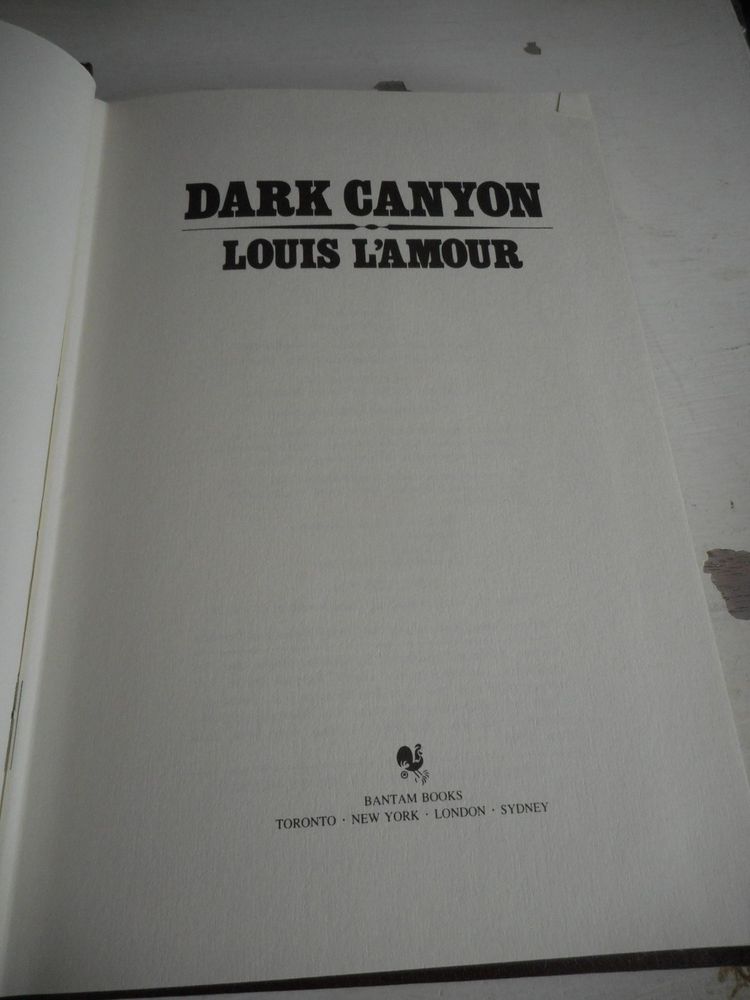 DARK CANYON
LOUIS L'AMOUR
BANTAM BOOKS
TORONTO · NEW YORK · LONDON · SYDNEY